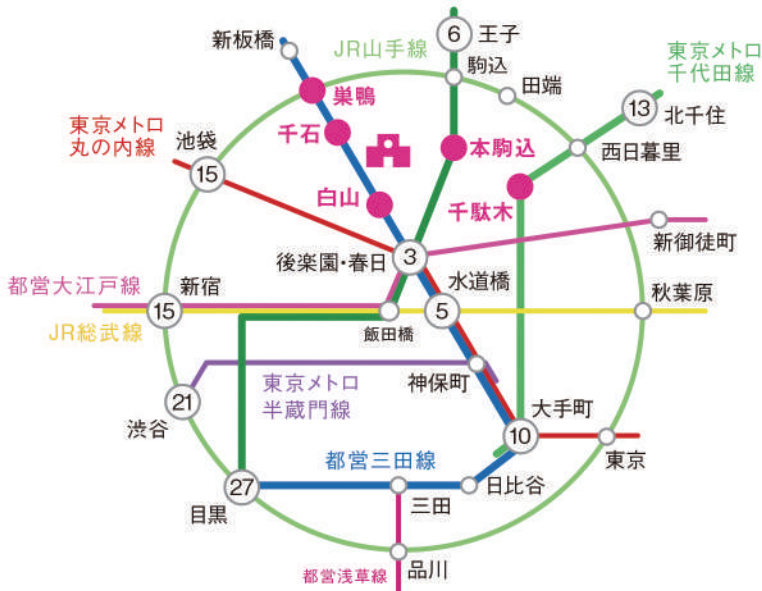 6
王子
新板橋
JR山手線
駒込
東京メトロ
千代田線
田端
巣鴨
13
北千住
東京メトロ
丸の内線
池袋
千石
本駒込
西日暮里
15
白山
千駄木
新御徒町
後楽園・春日
3
都営大江戸線
新宿
水道橋
秋葉原
15
5
JR総武線
飯田橋
神保町
東京メトロ
半蔵門線
21
渋谷
大手町
10
東京
都営三田線
27
日比谷
目黒
三田
品川
都営浅草線